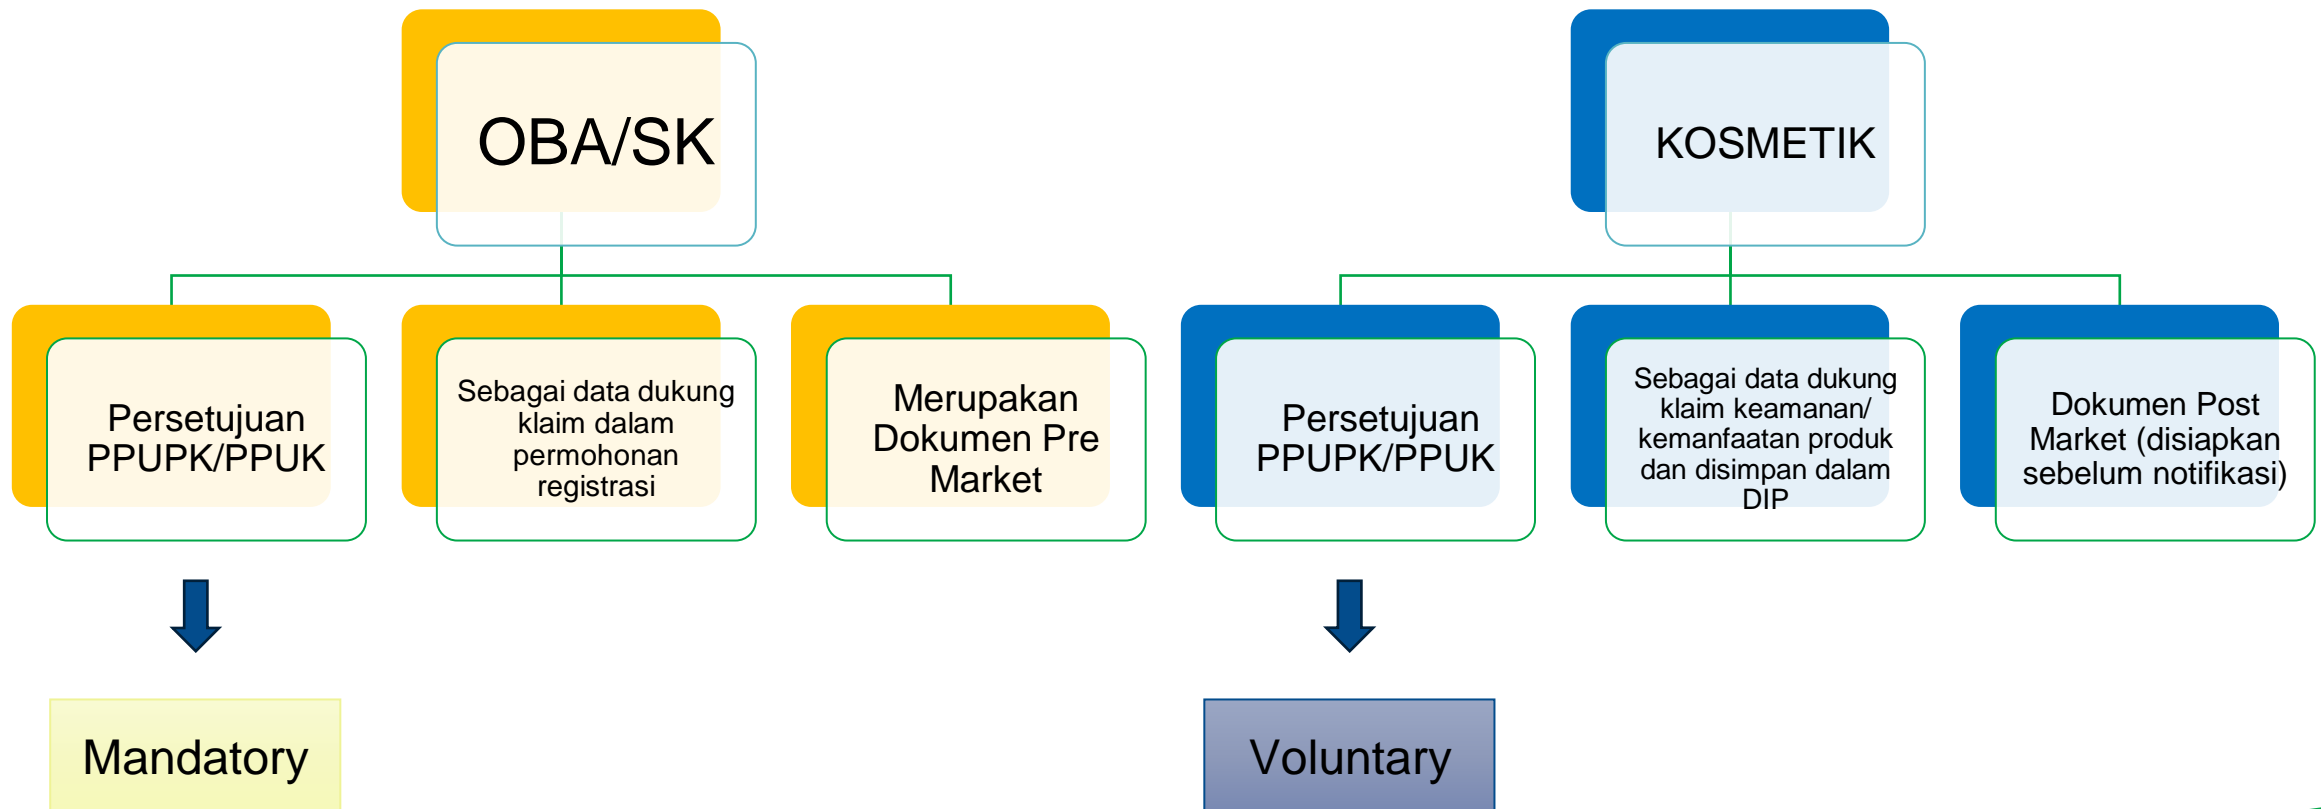 OBA/SK
Persetujuan
PPUPK/PPUK
Sebagai data dukung
klaim dalam
permohonan
registrasi
Merupakan
Dokumen Pre
Market
Mandatory
KOSMETIK
Persetujuan
PPUPK/PPUK
Sebagai data dukung
klaim keamanan/
kemanfaatan produk
dan disimpan dalam
DIP
Dokumen Post
Market (disiapkan
sebelum notifikasi)
Voluntary